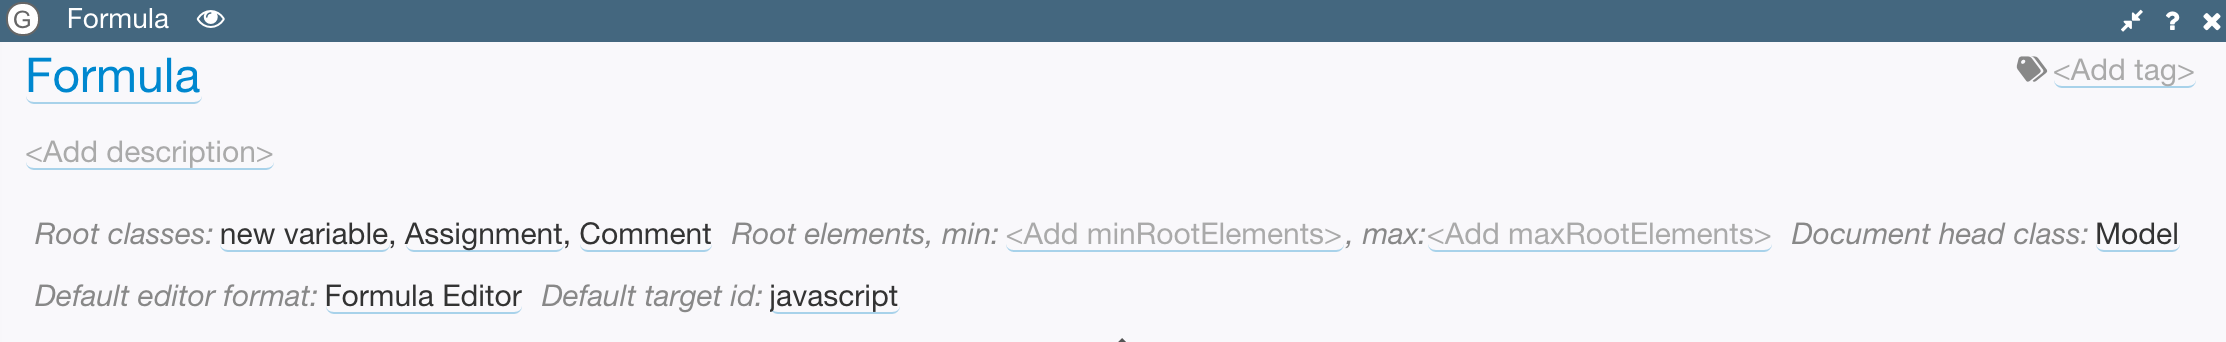 G Formula ? ×
Formula <Add tag>
<Add description>
Root classes: new variable, Assignment, Comment Root elements, min: <Add minRootElements>, max:<Add maxRootElements> Document head class: Model
Default editor format: Formula Editor Default target id: javascript